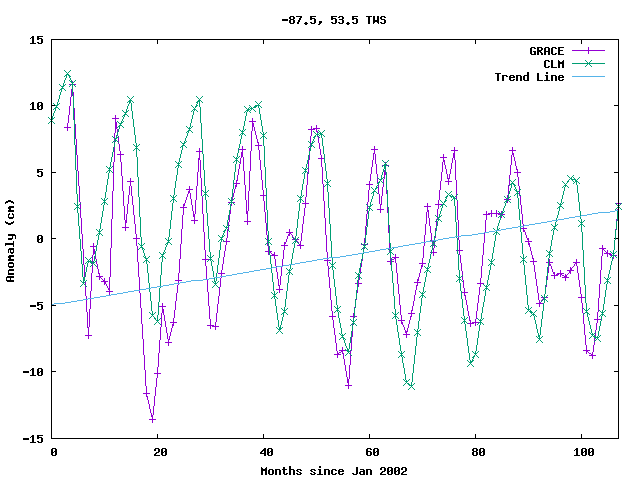 -87.5, 53.5 TWS
GRACE
CLM
Trend Line
15
10
5
0
-5
-10
-15
Anomaly (cm)
0 20 40 60 80 100
Months since Jan 2002